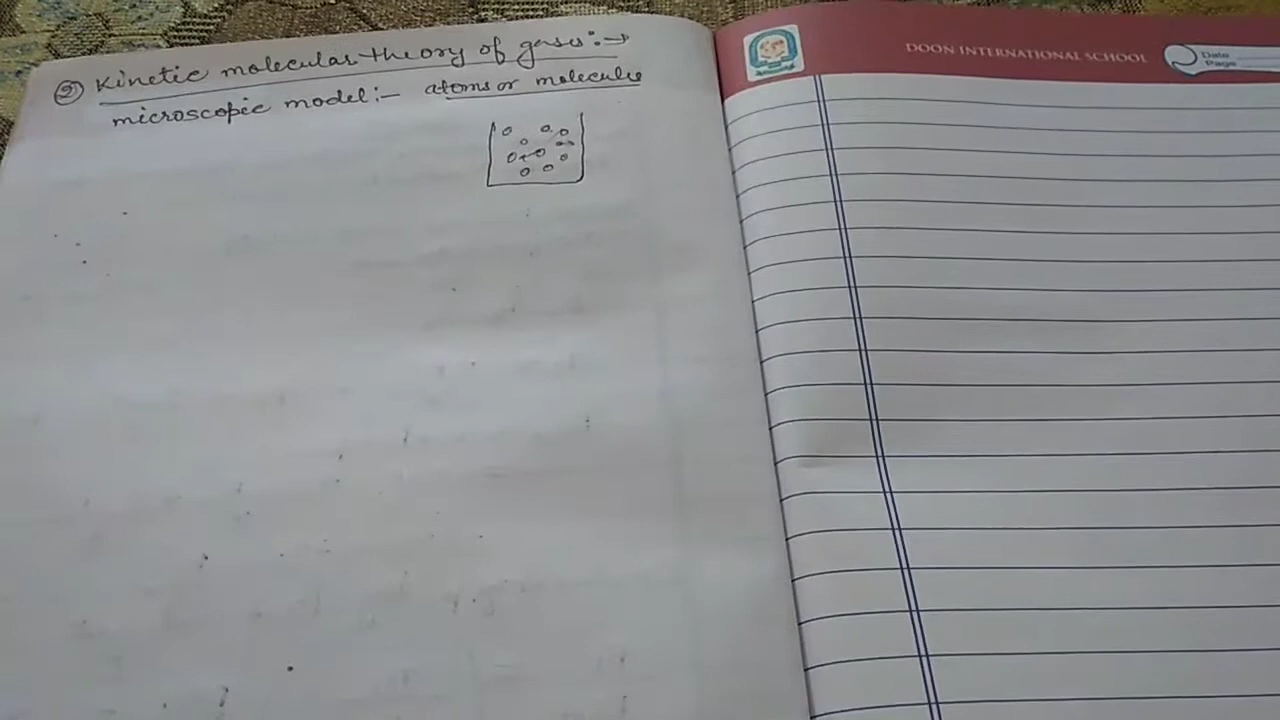 ② Kinetic molecular theory of gases:→
microscopic model:- atoms or molecules
DOON INTERNATIONAL SCHOOL
Date
Page